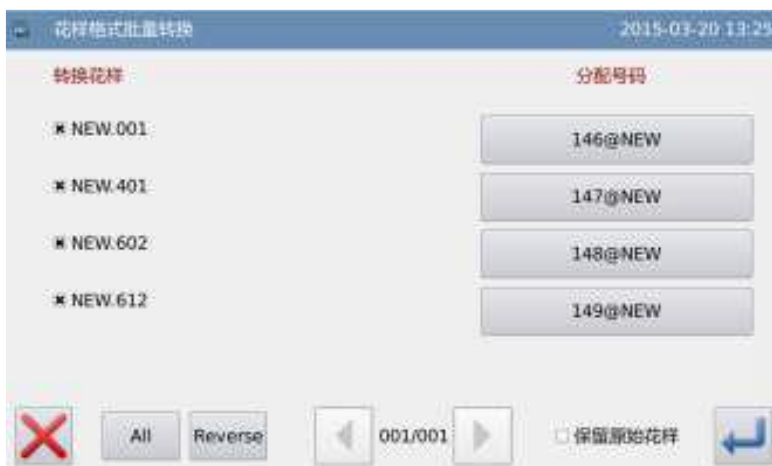 花样格式批量转换 2015-03-20 13:25
转换花样 分配号码
NEW.001 146@NEW
NEW.401 147@NEW
NEW.602 148@NEW
NEW.612 149@NEW
All Reverse 001/001 保留原始花样